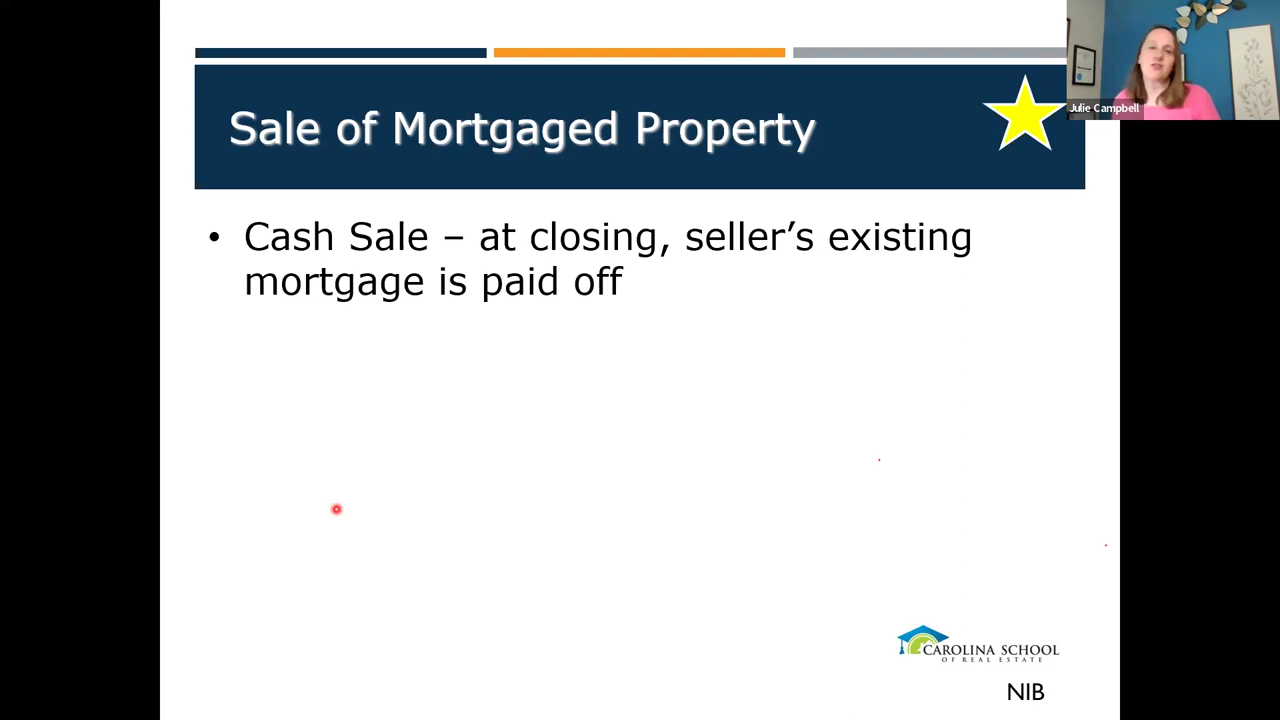 Sale of Mortgaged Property
Julie Campbell
• Cash Sale – at closing, seller’s existing
mortgage is paid off
CAROLINA SCHOOL
OF REAL ESTATE
NIB